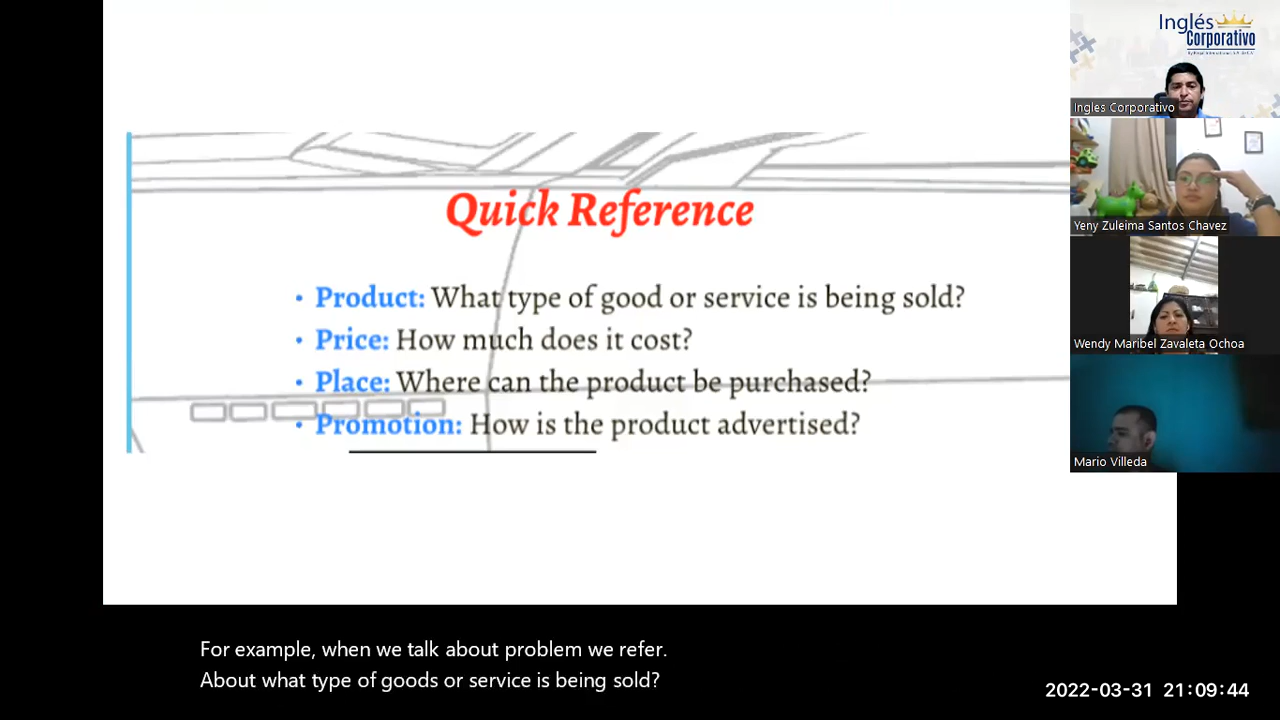 Inglés
Corporativo
Ingles Corporativo
Yeny Zuleima Santos Chavez
Wendy Maribel Zavaleta Ochoa
Mario Villeda
Quick Reference
• Product: What type of good or service is being sold?
• Price: How much does it cost?
• Place: Where can the product be purchased?
• Promotion: How is the product advertised?
For example, when we talk about problem we refer.
About what type of goods or service is being sold?
2022-03-31 21:09:44